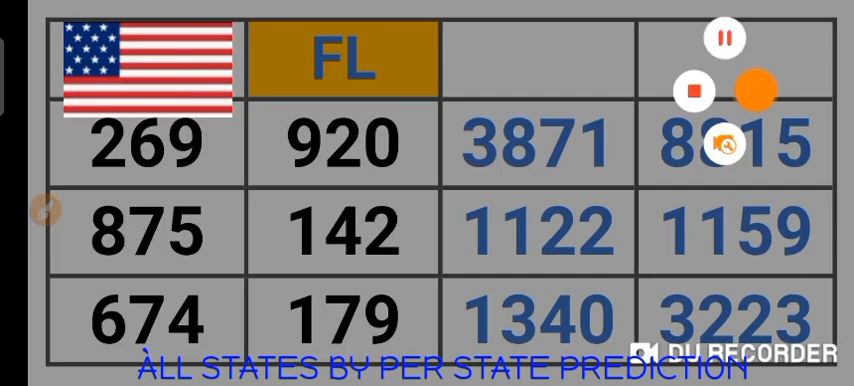 FL
269 920 3871
875 142 1122 1159
674 179 1340 3223
DU RECORDER
ÀLL STATES BY PER STATE PREDICTION